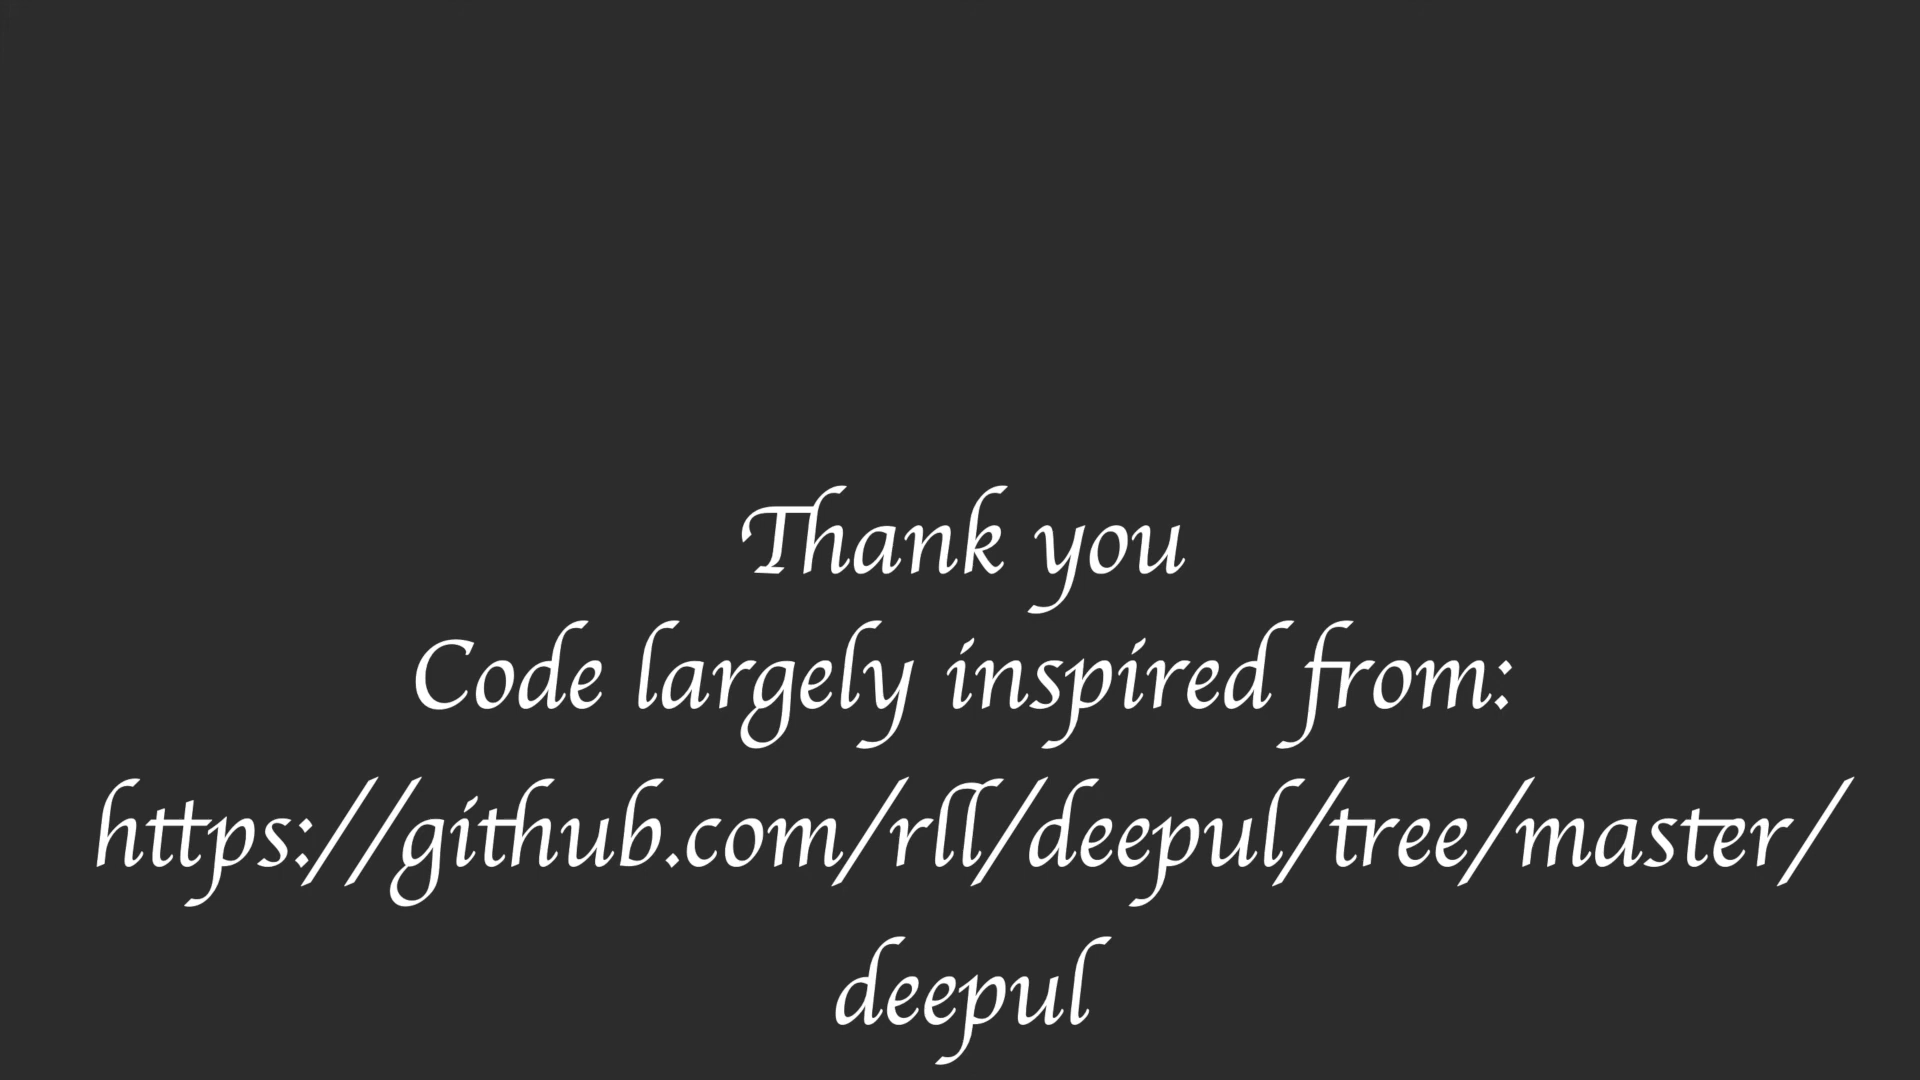 Thank you
Code largely inspired from:
https://github.com/rll/deepul/tree/master/
deepul